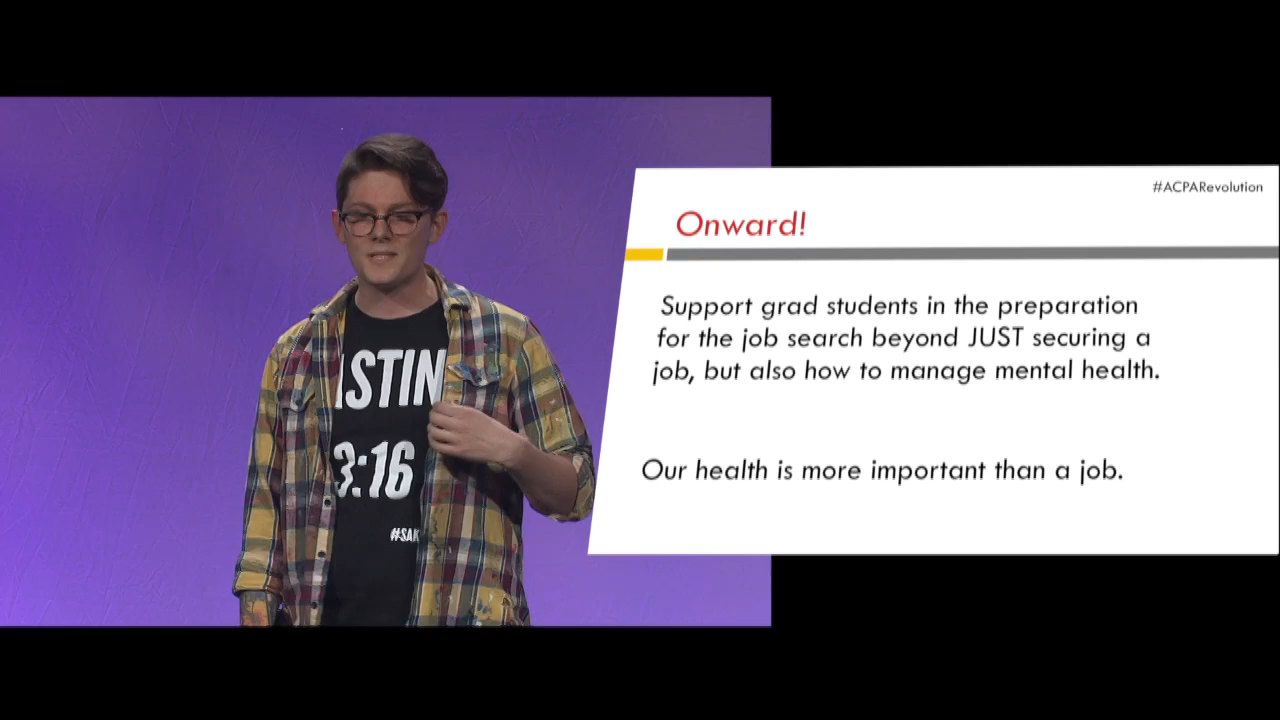 #ACPARevolution
Onward!
Support grad students in the preparation
for the job search beyond JUST securing a
job, but also how to manage mental health.
Our health is more important than a job.
ASTIN
3:16
#SA